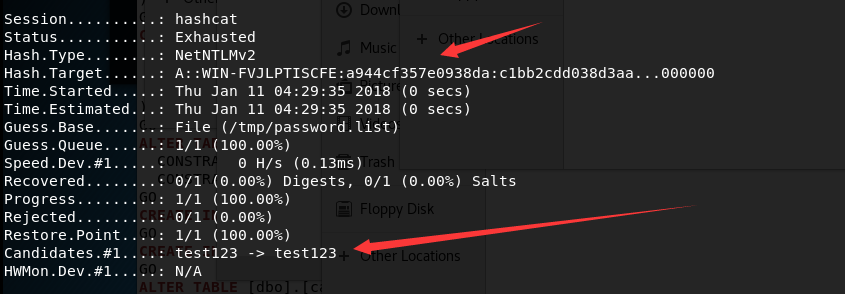 Session..........: hashcat
Status...........: Exhausted
Hash.Type........: NetNTLMv2
Hash.Target......: A::WIN-FVJLPTISCFE:a944cf357e0938da:c1bb2cdd038d3aa...000000
Time.Started.....: Thu Jan 11 04:29:35 2018 (0 secs)
Time.Estimated...: Thu Jan 11 04:29:35 2018 (0 secs)
Guess.Base.......: File (/tmp/password.list)
Guess.Queue......: 1/1 (100.00%)
Speed.Dev.#1.....: 0 H/s (0.13ms)
Recovered........: 0/1 (0.00%) Digests, 0/1 (0.00%) Salts
Progress.........: 1/1 (100.00%)
Rejected.........: 0/1 (0.00%)
Restore.Point....: 1/1 (100.00%)
Candidates.#1....: test123 -> test123
HWMon.Dev.#1.....: N/A
Music
+ Other Locations
Trash
Floppy Disk
+ Other Locations
GO
ALTER TABLE [dbo].[ca